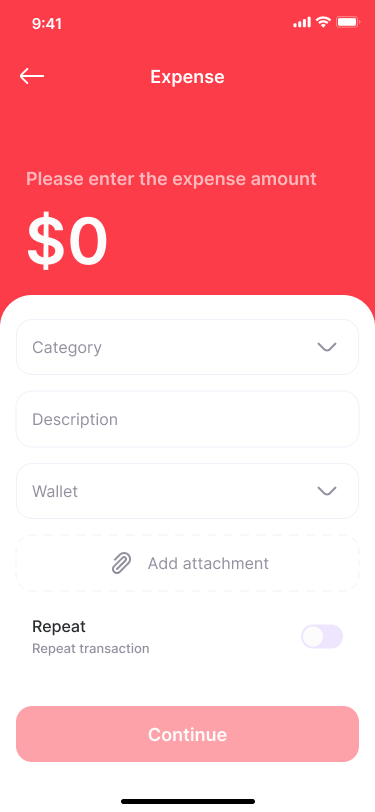 9:41
Expense
Please enter the expense amount
$0
Category
Description
Wallet
Add attachment
Repeat
Repeat transaction
Continue